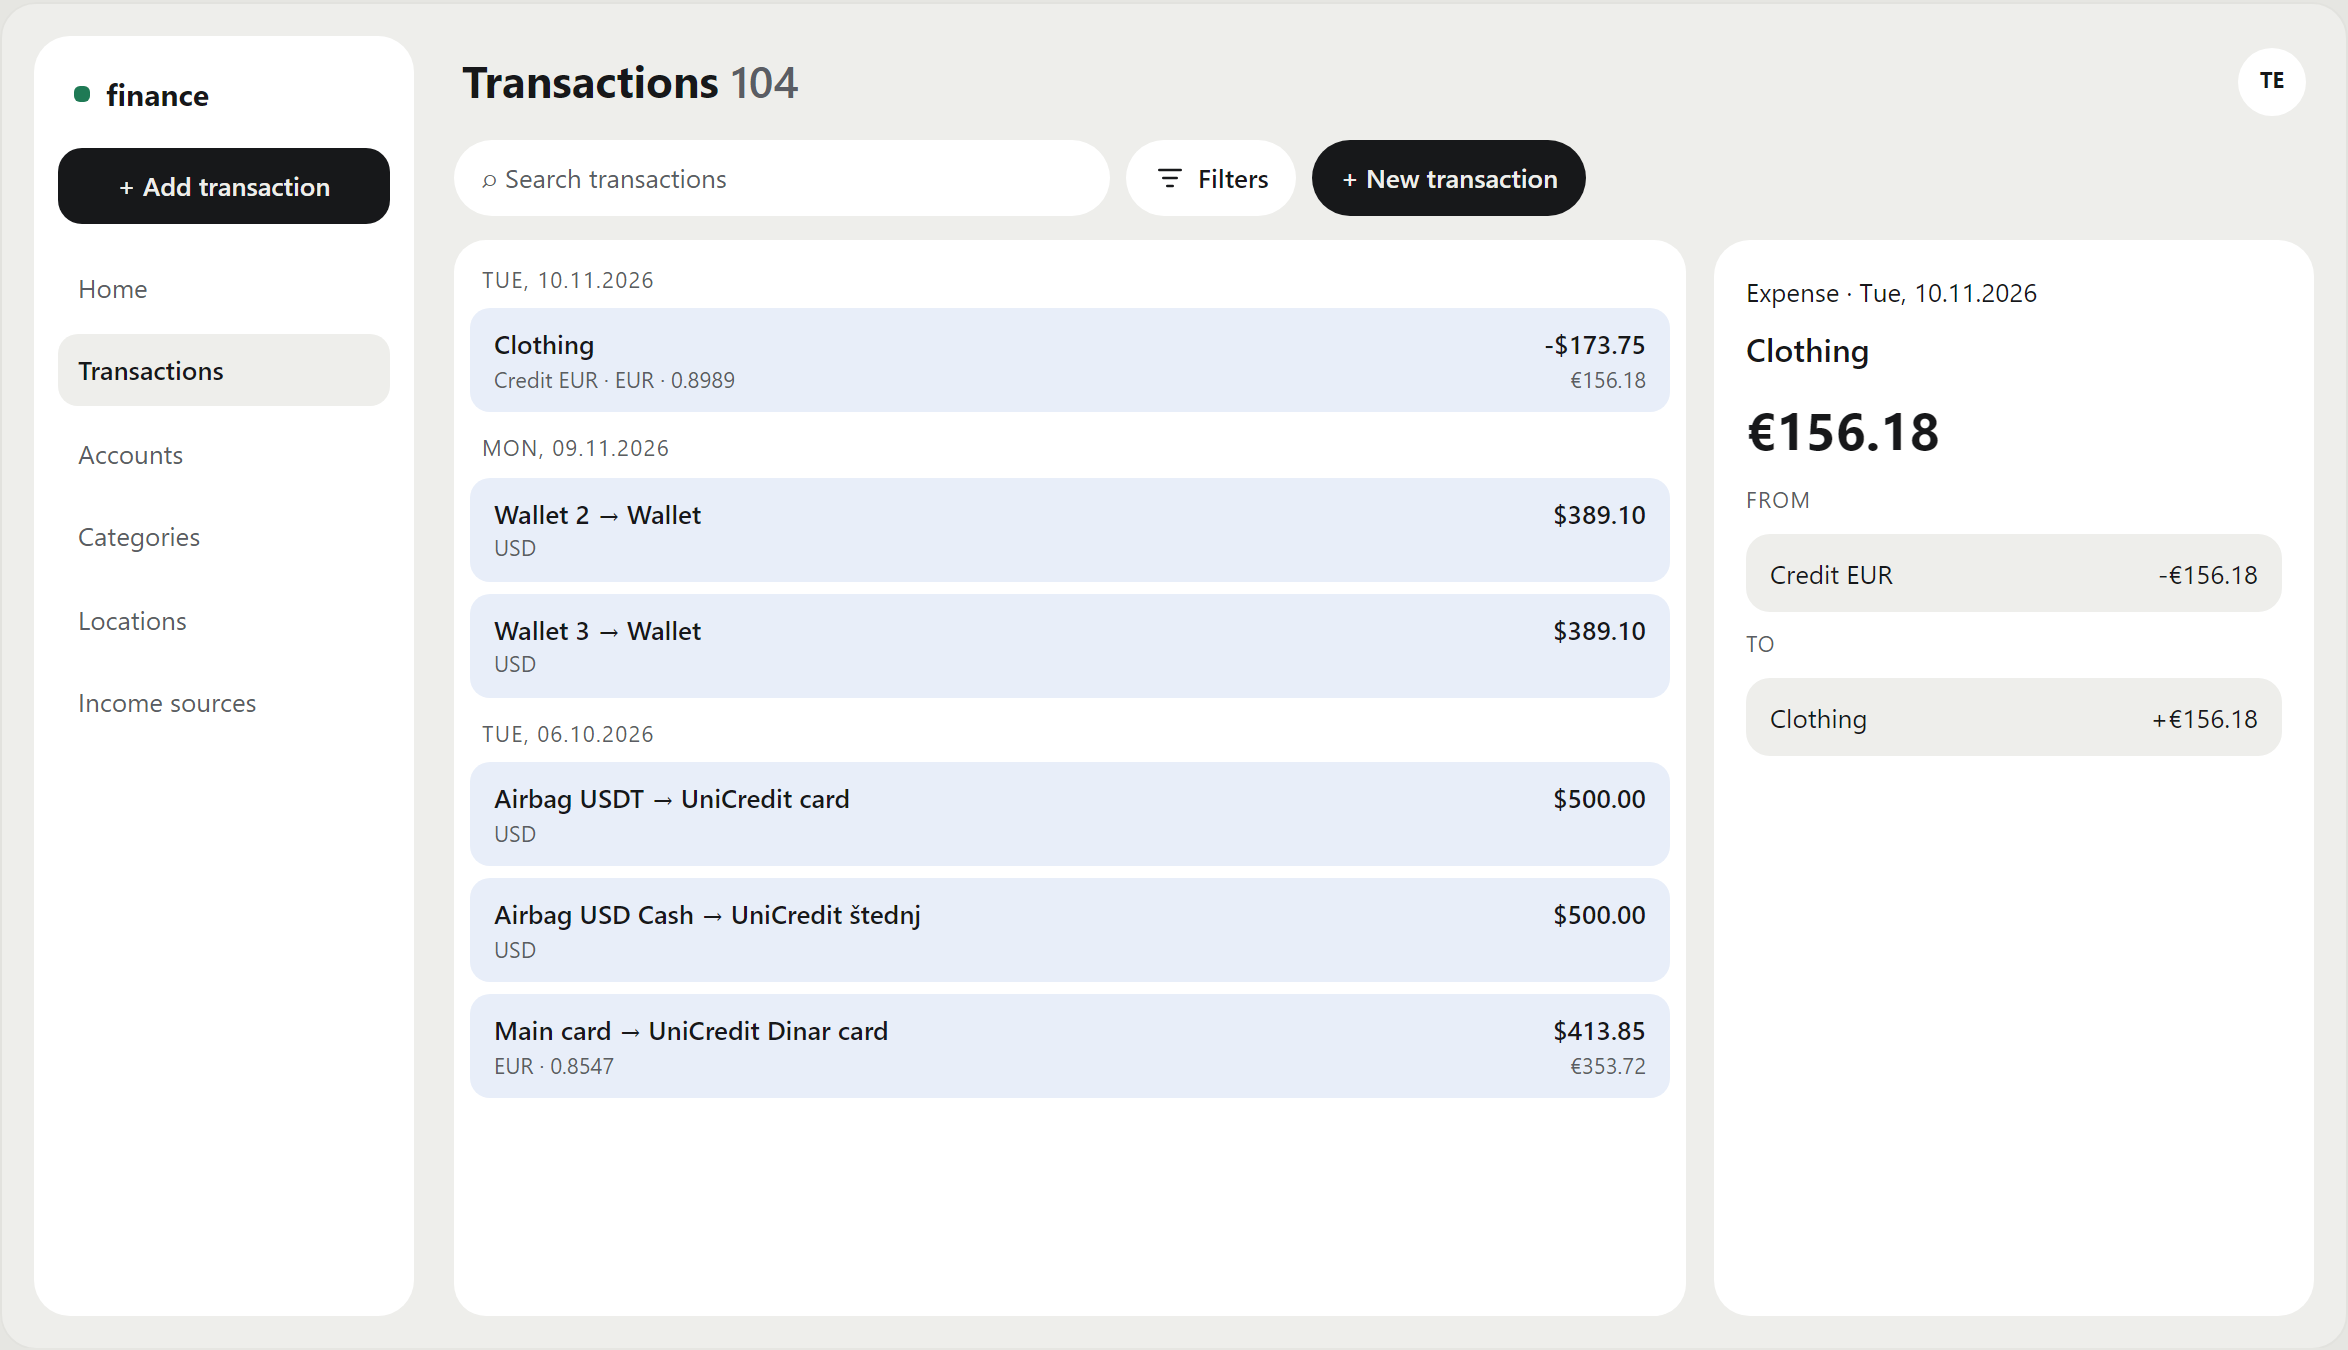 finance
+ Add transaction
Home
Transactions
Accounts
Categories
Locations
Income sources
Transactions 104
TE
Search transactions
Filters
+ New transaction
TUE, 10.11.2026
Clothing -$173.75
Credit EUR · EUR · 0.8989 €156.18
MON, 09.11.2026
Wallet 2 → Wallet $389.10
USD
Wallet 3 → Wallet $389.10
USD
TUE, 06.10.2026
Airbag USDT → UniCredit card $500.00
USD
Airbag USD Cash → UniCredit štednj $500.00
USD
Main card → UniCredit Dinar card $413.85
EUR · 0.8547 €353.72
Expense · Tue, 10.11.2026
Clothing
€156.18
FROM
Credit EUR -€156.18
TO
Clothing +€156.18